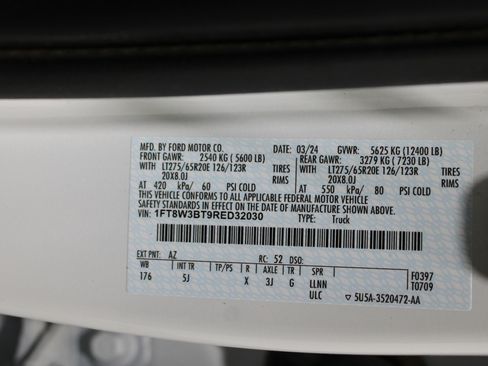 MFD. BY FORD MOTOR CO. 03/24 GVWR: 5625 KG (12400 LB)
FRONT GAWR: 2540 KG (5600 LB) REAR GAWR: 3279 KG (7230 LB)
LT275/65R20E 126/123R TIRES LT275/65R20E 126/123R TIRES
20X8.0J RIMS 20X8.0J RIMS
AT 420 kPa/ 60 PSI COLD AT 550 kPa/ 80 PSI COLD
THIS VEHICLE CONFORMS TO ALL APPLICABLE FEDERAL MOTOR VEHICLE
SAFETY STANDARDS IN EFFECT ON THE DATE OF MANUFACTURE SHOWN ABOVE.
VIN: 1FT8W3BT9RED32030 TYPE: Truck
EXT PNT: AZ RC: 52 DSO:
WB INT TR TP/PS R AXLE TR SPR F0397
176 5J X 3J G LLNN T0709
ULC ▽ 5U5A-3520472-AA